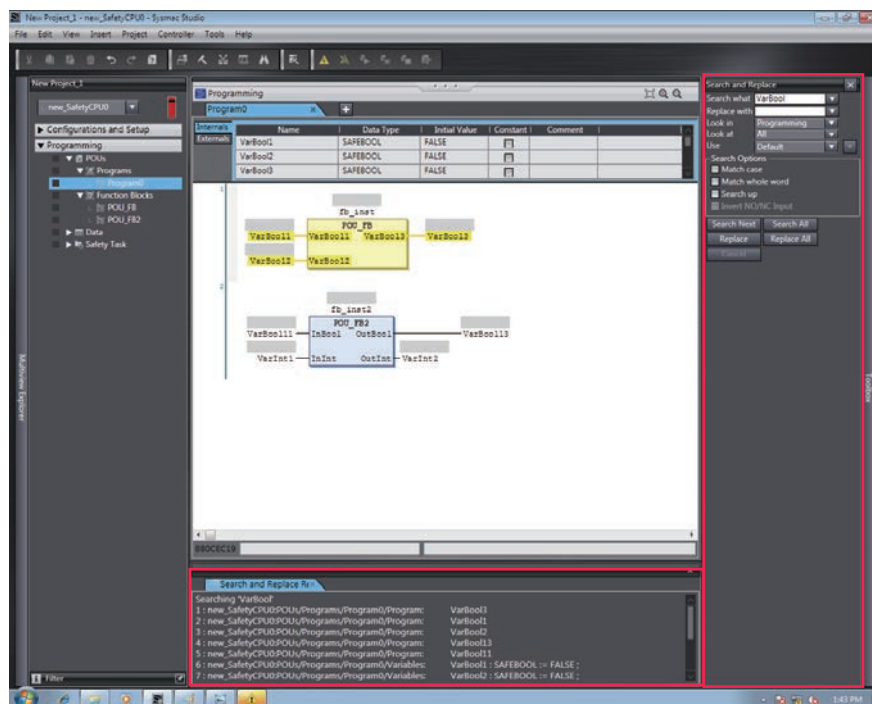 New Project_1 - new_SafetyCPU0 - Sysmac Studio
File Edit View Insert Project Controller Tools Help
New Project_1
new_SafetyCPU0
Configurations and Setup
Programming
POUs
Programs
Program0
Function Blocks
POU_FB
POU_FB2
Data
Safety Task
Filter
Multiview Explorer
Programming
Program0
Internals
Externals
Name Data Type Initial Value Constant Comment
VarBool1 SAFEBOOL FALSE
VarBool2 SAFEBOOL FALSE
VarBool3 SAFEBOOL FALSE
1
fb_inst
POU_FB
VarBool1 VarBool1 VarBool3 VarBool3
VarBool2 VarBool2
2
fb_inst2
POU_FB2
VarBool11 InBool OutBool VarBool13
VarInt1 InInt OutInt VarInt2
Search and Replace
Searching 'VarBool'
1 : new_SafetyCPU0:POUs/Programs/Program0/Program: VarBool3
2 : new_SafetyCPU0:POUs/Programs/Program0/Program: VarBool1
3 : new_SafetyCPU0:POUs/Programs/Program0/Program: VarBool2
4 : new_SafetyCPU0:POUs/Programs/Program0/Program: VarBool13
5 : new_SafetyCPU0:POUs/Programs/Program0/Program: VarBool11
6 : new_SafetyCPU0:POUs/Programs/Program0/Variables: VarBool1 : SAFEBOOL := FALSE ;
7 : new_SafetyCPU0:POUs/Programs/Program0/Variables: VarBool2 : SAFEBOOL := FALSE ;
Search and Replace
Search what VarBool
Replace with
Look in Programming
Look at All
Use Default
Search Options
Match case
Match whole word
Search up
Invert NO/NC Input
Search Next Search All
Replace Replace All
Cancel
Toolbox
1:43 PM